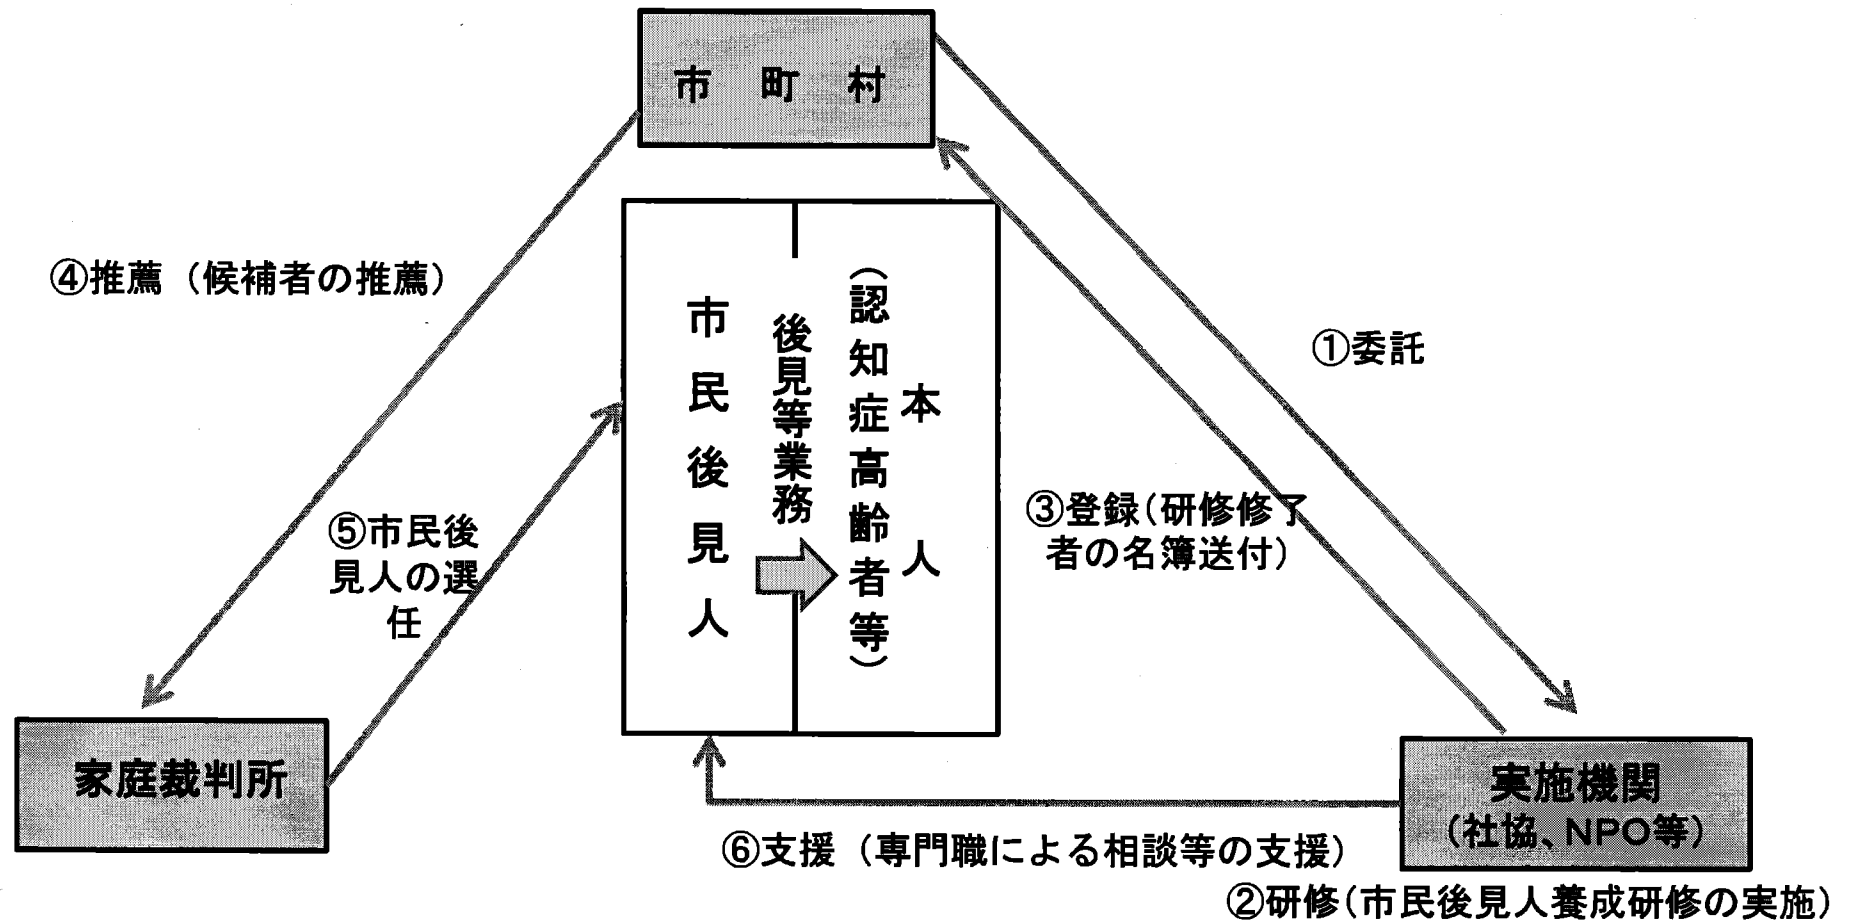 市 町 村
④推薦（候補者の推薦）
①委託
市民後見人
後見等業務
本人
（認知症高齢者等）
③登録（研修修了
者の名簿送付）
⑤市民後
見人の選
任
家庭裁判所
実施機関
（社協、NPO等）
⑥支援（専門職による相談等の支援）
②研修（市民後見人養成研修の実施）